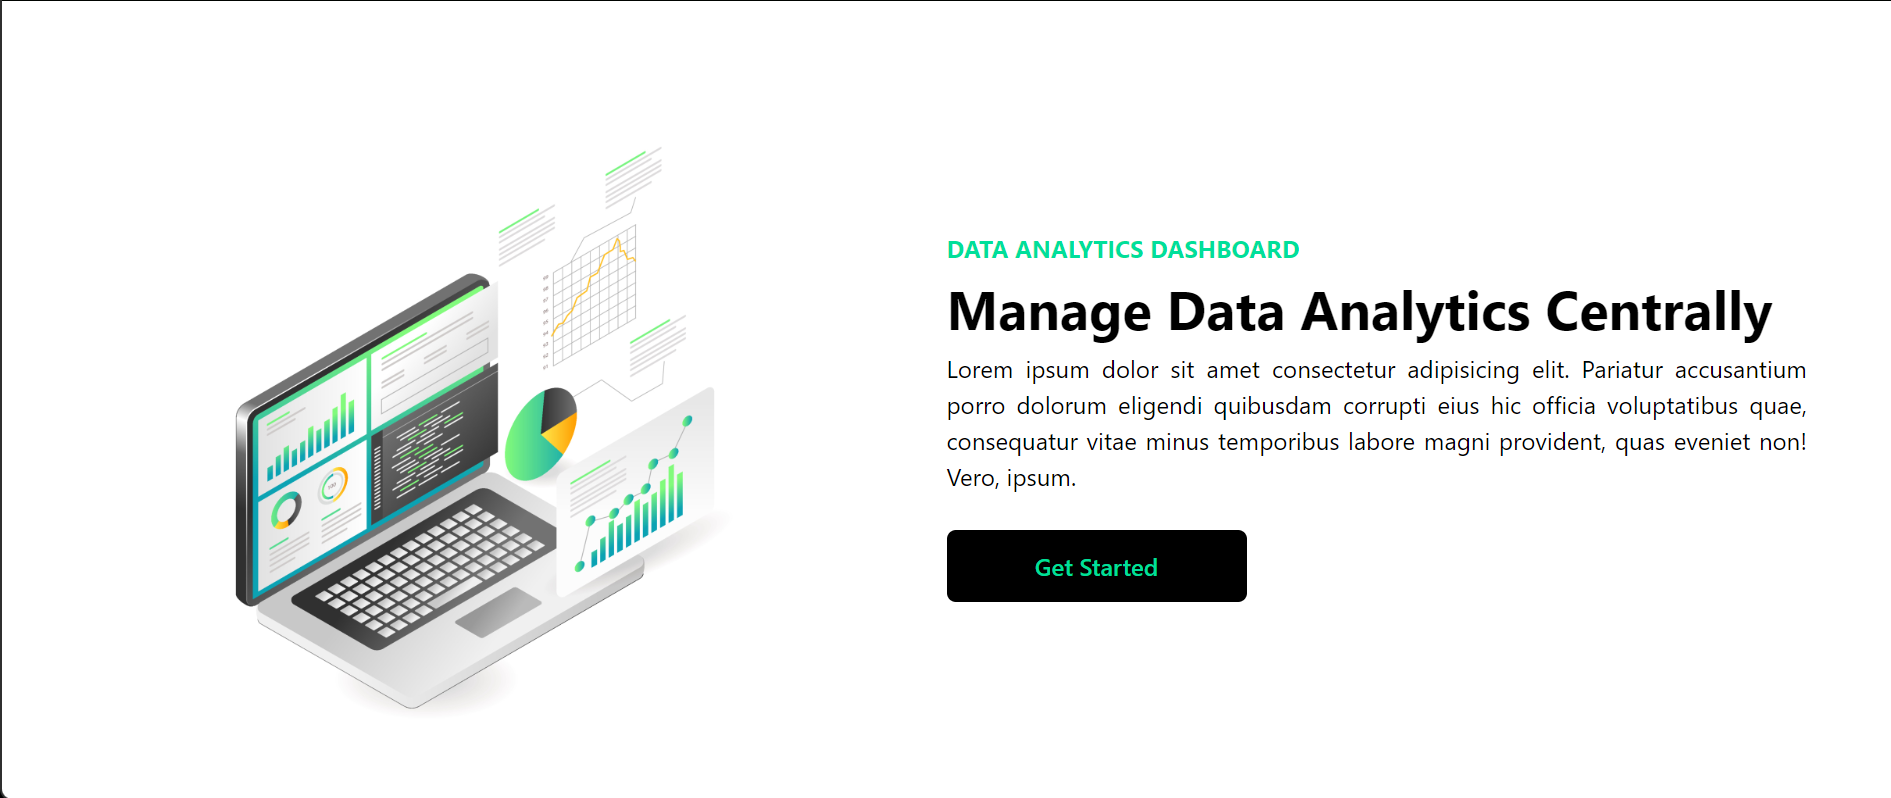 DATA ANALYTICS DASHBOARD
Manage Data Analytics Centrally
Lorem ipsum dolor sit amet consectetur adipisicing elit. Pariatur accusantium
porro dolorum eligendi quibusdam corrupti eius hic officia voluptatibus quae,
consequatur vitae minus temporibus labore magni provident, quas eveniet non!
Vero, ipsum.
Get Started